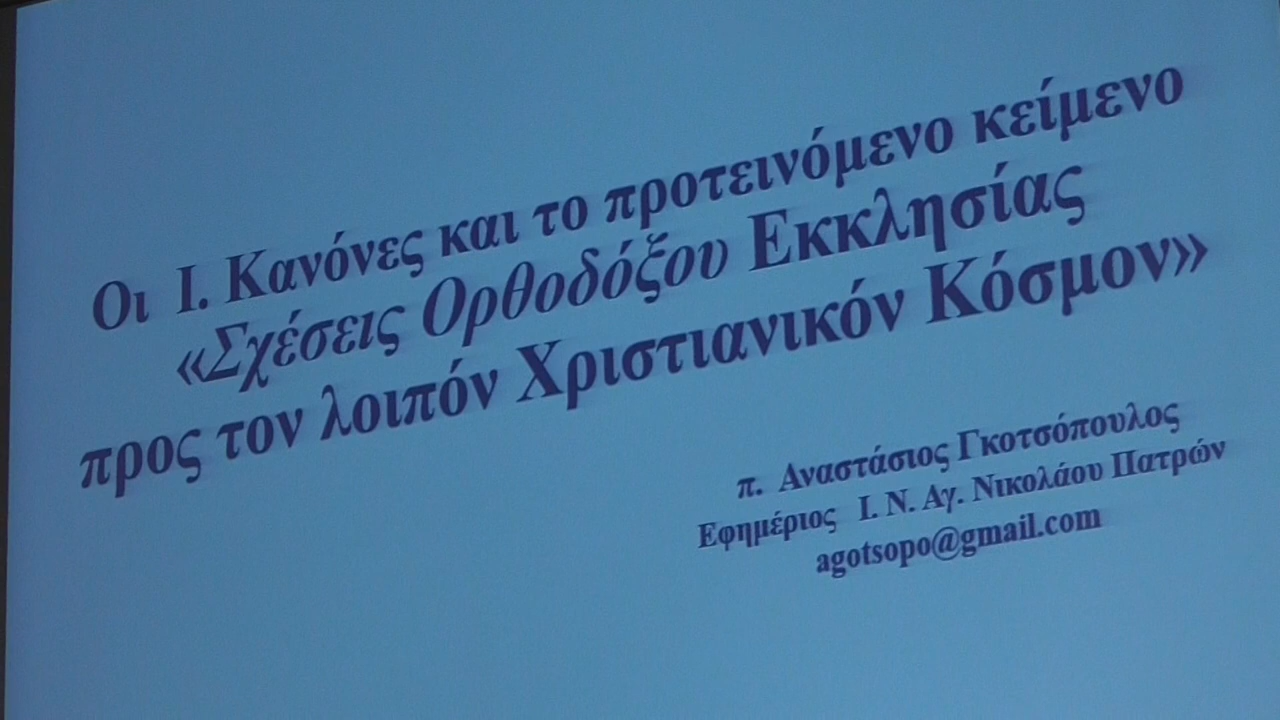 Οι Ι. Κανόνες και το προτεινόμενο κείμενο
«Σχέσεις Ορθοδόξου Εκκλησίας
προς τον λοιπόν Χριστιανικόν Κόσμον»
π. Αναστάσιος Γκοτσόπουλος
Εφημέριος Ι. Ν. Αγ. Νικολάου Πατρών
agotsopo@gmail.com